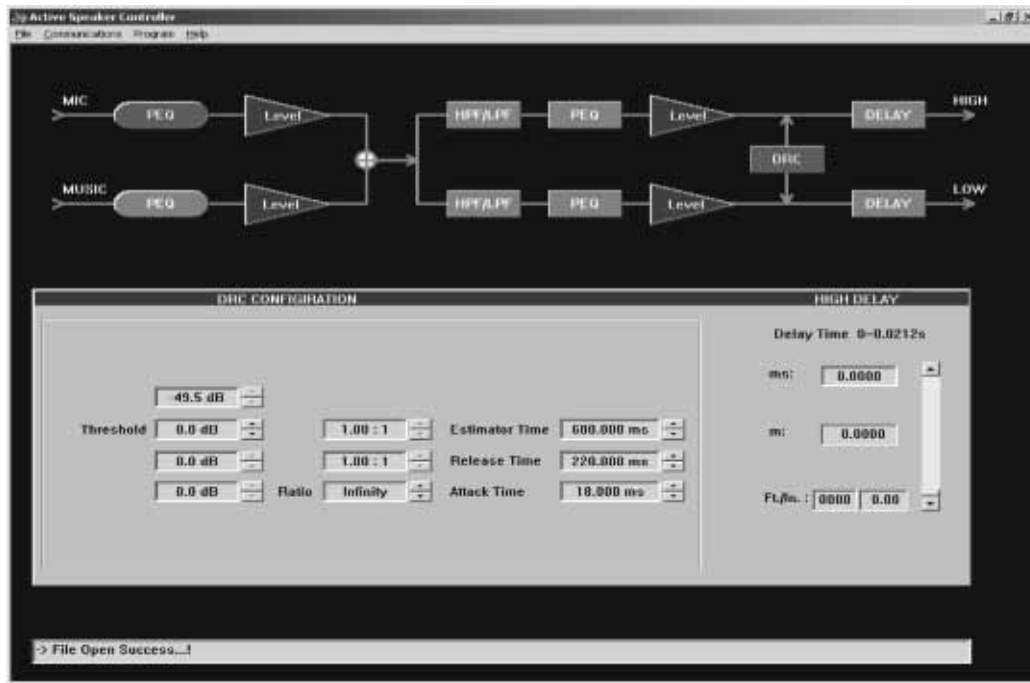 Active Speaker Controller
File Communications Program Help
MIC PEQ Level HPF/LPF PEQ Level DELAY HIGH
DRC
MUSIC PEQ Level HPF/LPF PEQ Level DELAY LOW
DRC CONFIGIRATION HIGH DELAY
Delay Time 0~0.0212s
ms: 0.0000
-49.5 dB
Threshold 0.0 dB 1.00 : 1 Estimator Time 600.000 ms
m: 0.0000
0.0 dB 1.00 : 1 Release Time 220.000 ms
0.0 dB Ratio Infinity Attack Time 18.000 ms
Ft./In. : 0000 0.00
-> File Open Success...!